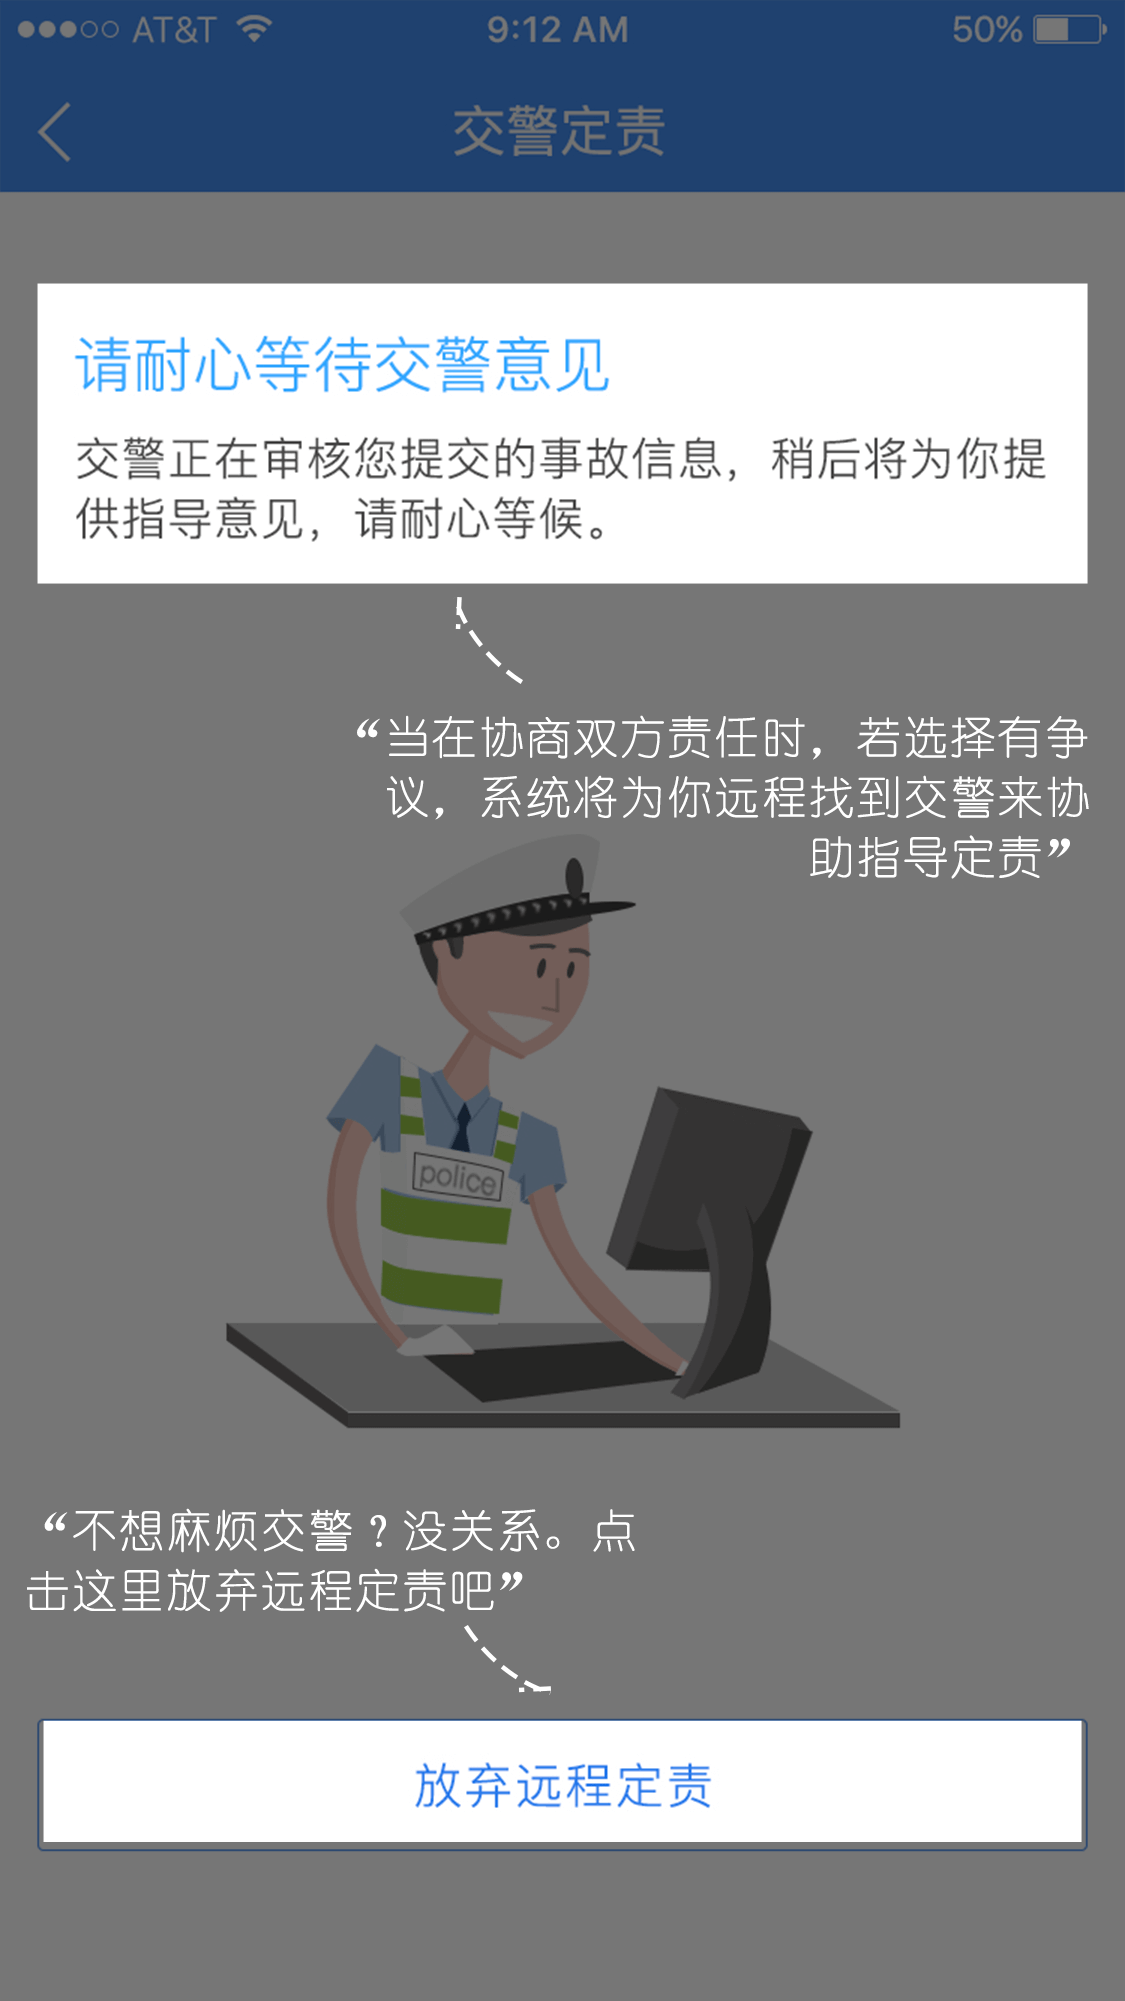 AT&T 9:12 AM 50%
交警定责
请耐心等待交警意见
交警正在审核您提交的事故信息，稍后将为你提
供指导意见，请耐心等候。
“当在协商双方责任时，若选择有争
议，系统将为你远程找到交警来协
助指导定责”
police
“不想麻烦交警？没关系。点
击这里放弃远程定责吧”
放弃远程定责